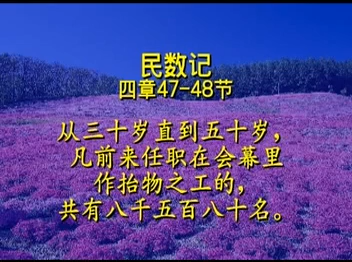 民数记
四章47-48节
从三十岁直到五十岁，
凡前来任职在会幕里
作抬物之工的，
共有八千五百八十名。